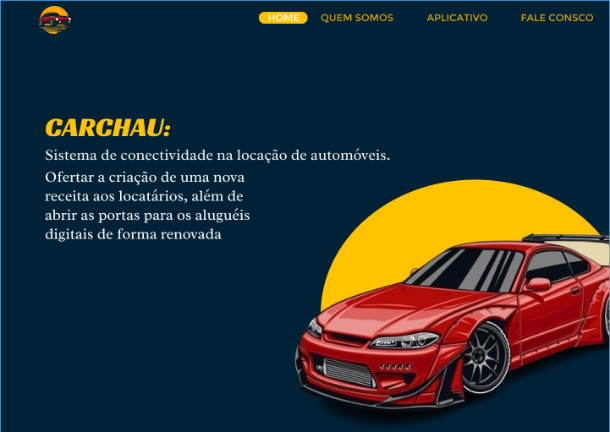 HOME QUEM SOMOS APLICATIVO FALE CONSCO
CARCHAU:
Sistema de conectividade na locação de automóveis.
Ofertar a criação de uma nova
receita aos locatários, além de
abrir as portas para os aluguéis
digitais de forma renovada